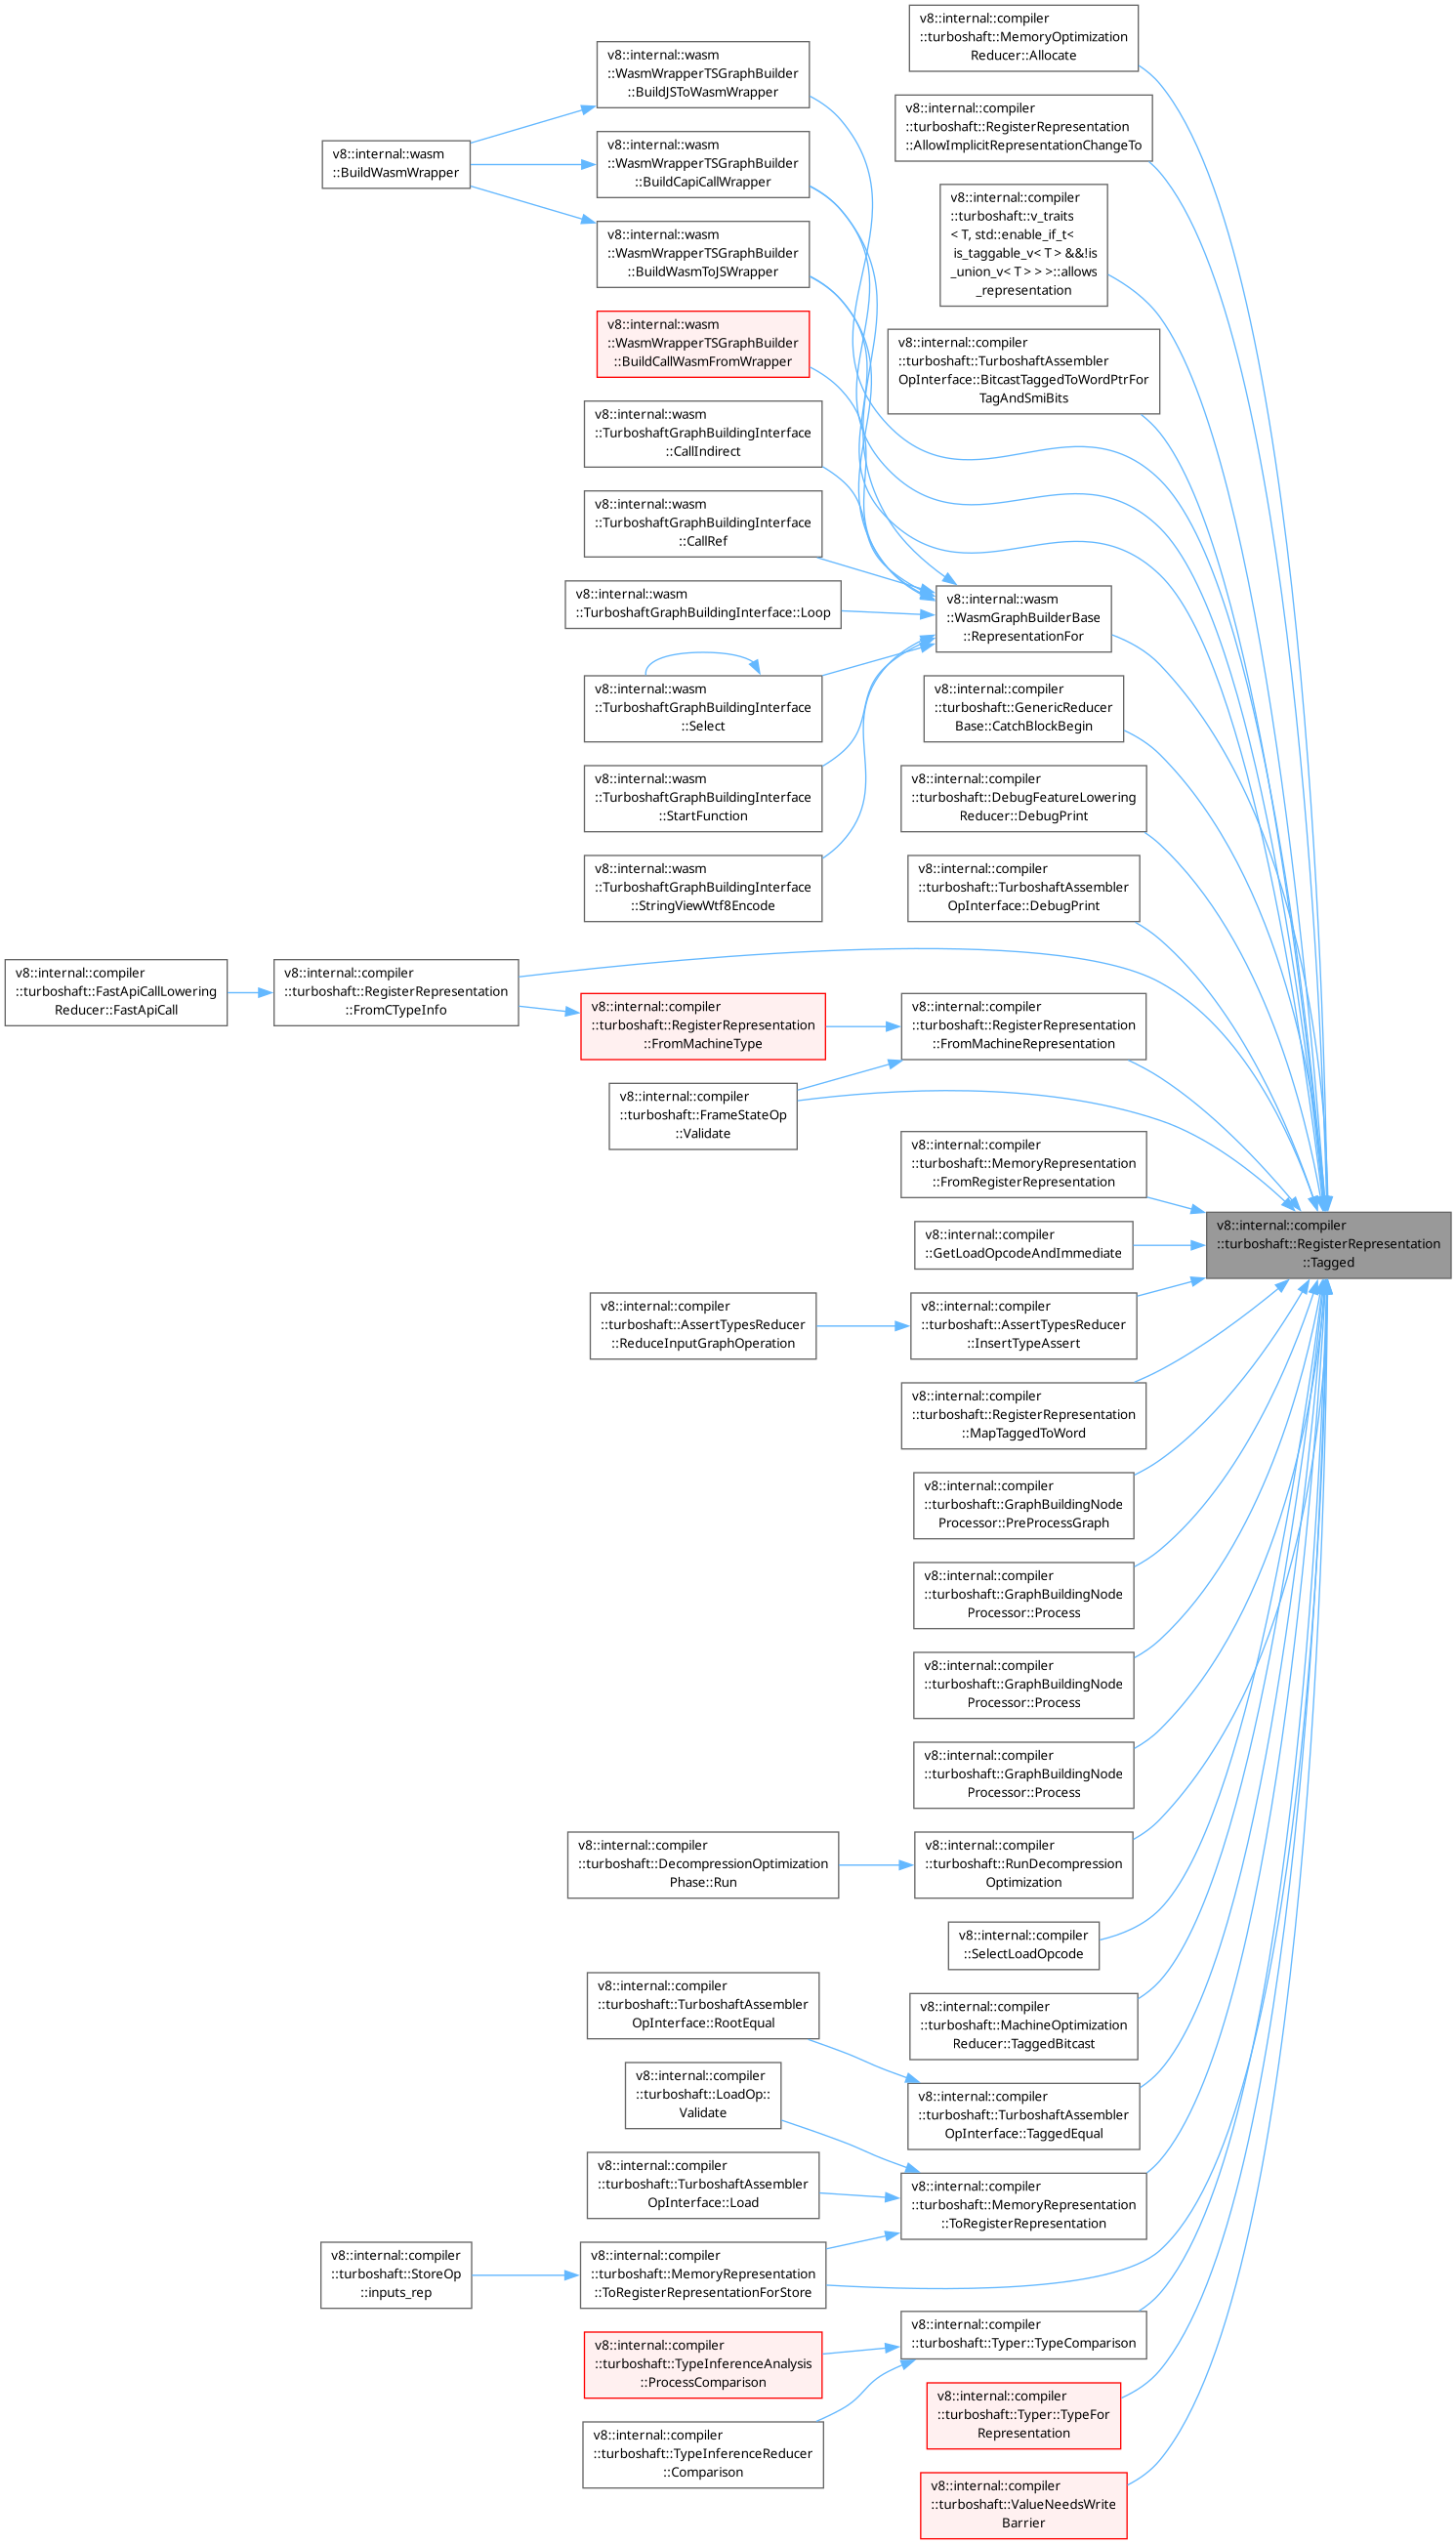 v8::internal::compiler
::turboshaft::MemoryOptimization
Reducer::Allocate
v8::internal::wasm
::WasmWrapperTSGraphBuilder
::BuildJSToWasmWrapper
v8::internal::compiler
::turboshaft::RegisterRepresentation
::AllowImplicitRepresentationChangeTo
v8::internal::wasm
::BuildWasmWrapper
v8::internal::wasm
::WasmWrapperTSGraphBuilder
::BuildCapiCallWrapper
v8::internal::compiler
::turboshaft::v_traits
< T, std::enable_if_t<
is_taggable_v< T > &&!is
_union_v< T > > >::allows
_representation
v8::internal::wasm
::WasmWrapperTSGraphBuilder
::BuildWasmToJSWrapper
v8::internal::wasm
::WasmWrapperTSGraphBuilder
::BuildCallWasmFromWrapper
v8::internal::compiler
::turboshaft::TurboshaftAssembler
OpInterface::BitcastTaggedToWordPtrFor
TagAndSmiBits
v8::internal::wasm
::TurboshaftGraphBuildingInterface
::CallIndirect
v8::internal::wasm
::TurboshaftGraphBuildingInterface
::CallRef
v8::internal::wasm
::TurboshaftGraphBuildingInterface::Loop
v8::internal::wasm
::WasmGraphBuilderBase
::RepresentationFor
v8::internal::wasm
::TurboshaftGraphBuildingInterface
::Select
v8::internal::compiler
::turboshaft::GenericReducer
Base::CatchBlockBegin
v8::internal::wasm
::TurboshaftGraphBuildingInterface
::StartFunction
v8::internal::compiler
::turboshaft::DebugFeatureLowering
Reducer::DebugPrint
v8::internal::wasm
::TurboshaftGraphBuildingInterface
::StringViewWtf8Encode
v8::internal::compiler
::turboshaft::TurboshaftAssembler
OpInterface::DebugPrint
v8::internal::compiler
::turboshaft::FastApiCallLowering
Reducer::FastApiCall
v8::internal::compiler
::turboshaft::RegisterRepresentation
::FromCTypeInfo
v8::internal::compiler
::turboshaft::RegisterRepresentation
::FromMachineType
v8::internal::compiler
::turboshaft::RegisterRepresentation
::FromMachineRepresentation
v8::internal::compiler
::turboshaft::FrameStateOp
::Validate
v8::internal::compiler
::turboshaft::MemoryRepresentation
::FromRegisterRepresentation
v8::internal::compiler
::turboshaft::RegisterRepresentation
::Tagged
v8::internal::compiler
::GetLoadOpcodeAndImmediate
v8::internal::compiler
::turboshaft::AssertTypesReducer
::ReduceInputGraphOperation
v8::internal::compiler
::turboshaft::AssertTypesReducer
::InsertTypeAssert
v8::internal::compiler
::turboshaft::RegisterRepresentation
::MapTaggedToWord
v8::internal::compiler
::turboshaft::GraphBuildingNode
Processor::PreProcessGraph
v8::internal::compiler
::turboshaft::GraphBuildingNode
Processor::Process
v8::internal::compiler
::turboshaft::GraphBuildingNode
Processor::Process
v8::internal::compiler
::turboshaft::GraphBuildingNode
Processor::Process
v8::internal::compiler
::turboshaft::DecompressionOptimization
Phase::Run
v8::internal::compiler
::turboshaft::RunDecompression
Optimization
v8::internal::compiler
::SelectLoadOpcode
v8::internal::compiler
::turboshaft::TurboshaftAssembler
OpInterface::RootEqual
v8::internal::compiler
::turboshaft::MachineOptimization
Reducer::TaggedBitcast
v8::internal::compiler
::turboshaft::LoadOp::
Validate
v8::internal::compiler
::turboshaft::TurboshaftAssembler
OpInterface::TaggedEqual
v8::internal::compiler
::turboshaft::TurboshaftAssembler
OpInterface::Load
v8::internal::compiler
::turboshaft::MemoryRepresentation
::ToRegisterRepresentation
v8::internal::compiler
::turboshaft::StoreOp
::inputs_rep
v8::internal::compiler
::turboshaft::MemoryRepresentation
::ToRegisterRepresentationForStore
v8::internal::compiler
::turboshaft::Typer::TypeComparison
v8::internal::compiler
::turboshaft::TypeInferenceAnalysis
::ProcessComparison
v8::internal::compiler
::turboshaft::Typer::TypeFor
Representation
v8::internal::compiler
::turboshaft::TypeInferenceReducer
::Comparison
v8::internal::compiler
::turboshaft::ValueNeedsWrite
Barrier